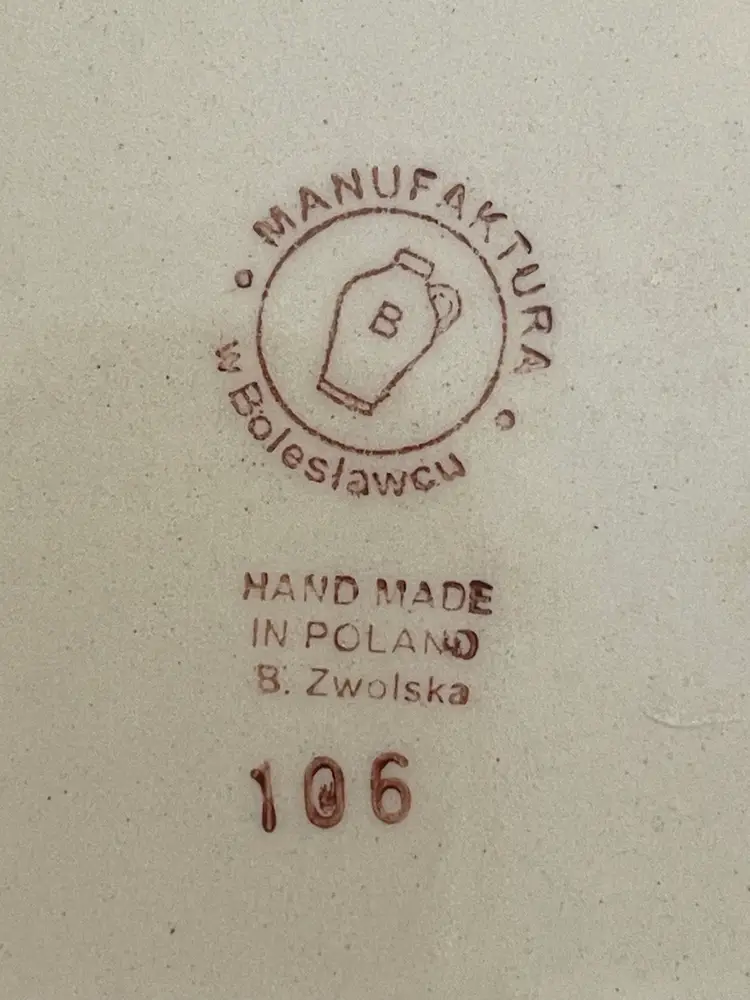 MANUFAKTURA
B
w Bolesławcu
HAND MADE
IN POLAND
B. Zwolska
106